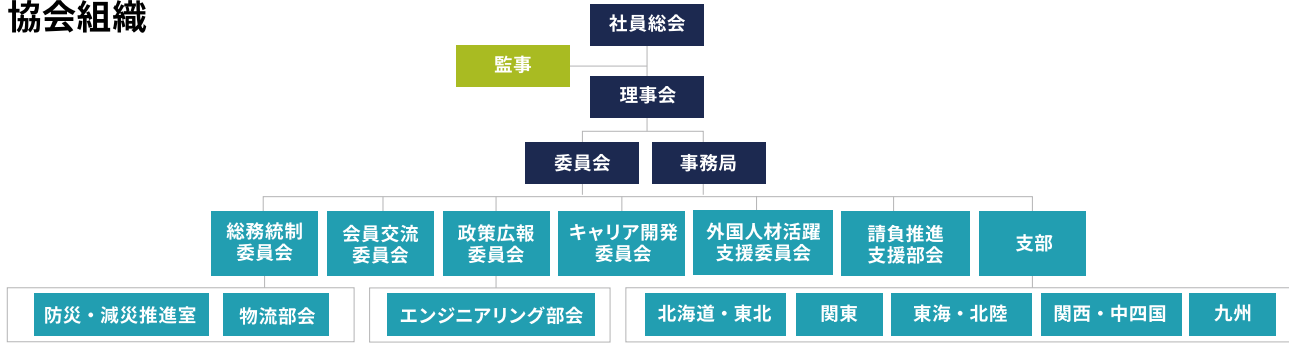 協会組織
社員総会
監事
理事会
委員会
事務局
総務統制
委員会
会員交流
委員会
政策広報
委員会
キャリア開発
委員会
外国人材活躍
支援委員会
請負推進
支援部会
支部
防災・減災推進室
物流部会
エンジニアリング部会
北海道・東北
関東
東海・北陸
関西・中四国
九州